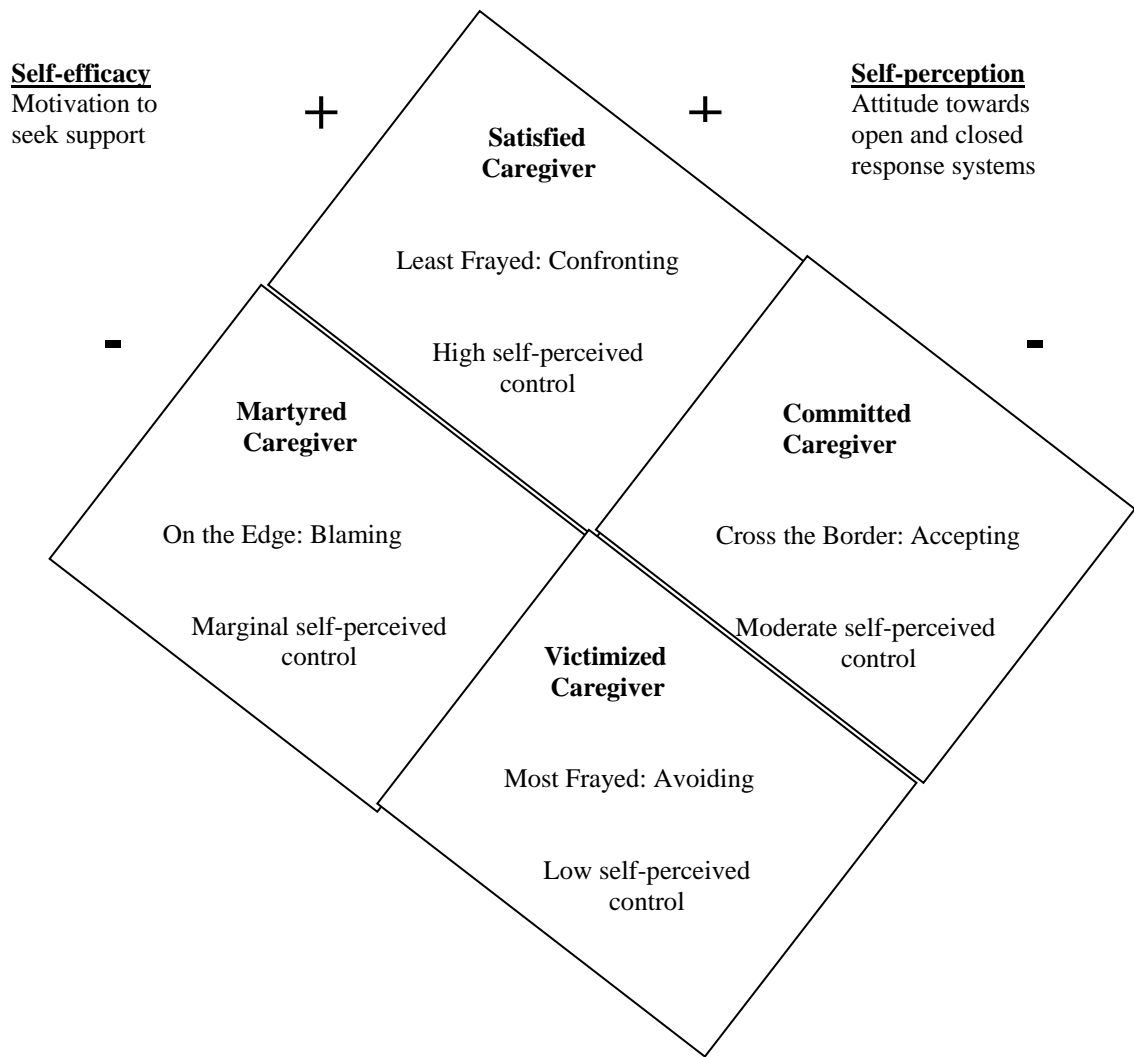 Self-efficacy
Motivation to
seek support
+
+
Self-perception
Attitude towards
open and closed
response systems
Satisfied
Caregiver
Least Frayed: Confronting
High self-perceived
control
-
-
Martyred
Caregiver
On the Edge: Blaming
Marginal self-perceived
control
Committed
Caregiver
Cross the Border: Accepting
Moderate self-perceived
control
Victimized
Caregiver
Most Frayed: Avoiding
Low self-perceived
control